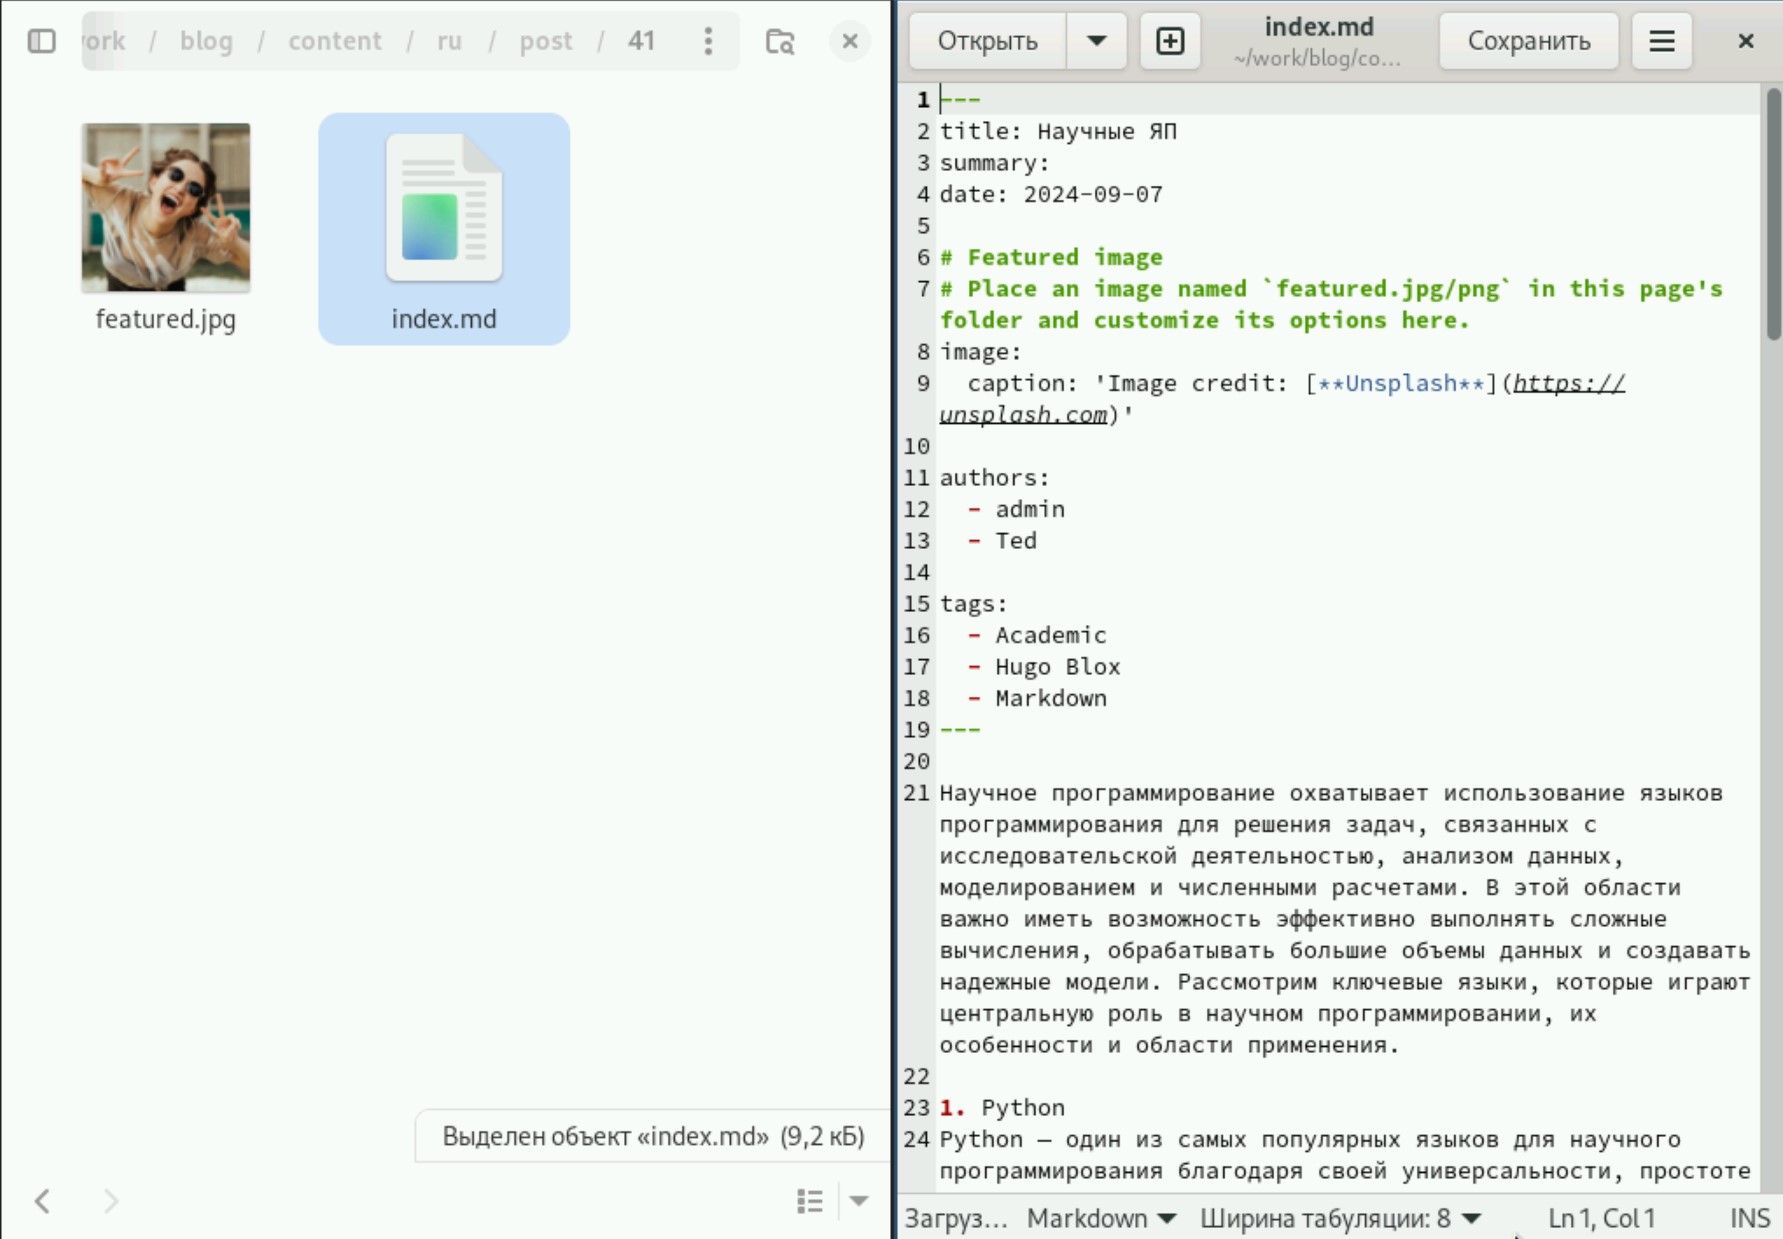 ork / blog / content / ru / post / 41
featured.jpg
index.md
Выделен объект «index.md» (9,2 кБ)
Открыть
index.md
~/work/blog/co...
Сохранить
1 ---
2 title: Научные ЯП
3 summary:
4 date: 2024-09-07
5
6 # Featured image
7 # Place an image named `featured.jpg/png` in this page's
folder and customize its options here.
8 image:
9 caption: 'Image credit: [**Unsplash**](https://
unsplash.com)'
10
11 authors:
12 - admin
13 - Ted
14
15 tags:
16 - Academic
17 - Hugo Blox
18 - Markdown
19 ---
20
21 Научное программирование охватывает использование языков
программирования для решения задач, связанных с
исследовательской деятельностью, анализом данных,
моделированием и численными расчетами. В этой области
важно иметь возможность эффективно выполнять сложные
вычисления, обрабатывать большие объемы данных и создавать
надежные модели. Рассмотрим ключевые языки, которые играют
центральную роль в научном программировании, их
особенности и области применения.
22
23 1. Python
24 Python — один из самых популярных языков для научного
программирования благодаря своей универсальности, простоте
Загруз... Markdown Ширина табуляции: 8 Ln 1, Col 1 INS